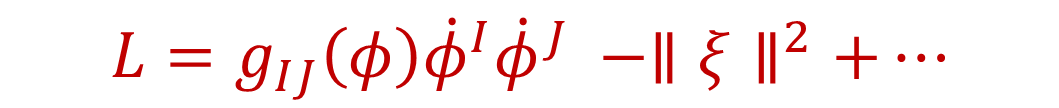 L = g_{IJ}(ϕ)ϕ̇^I ϕ̇^J −∥ ξ ∥² + ⋯